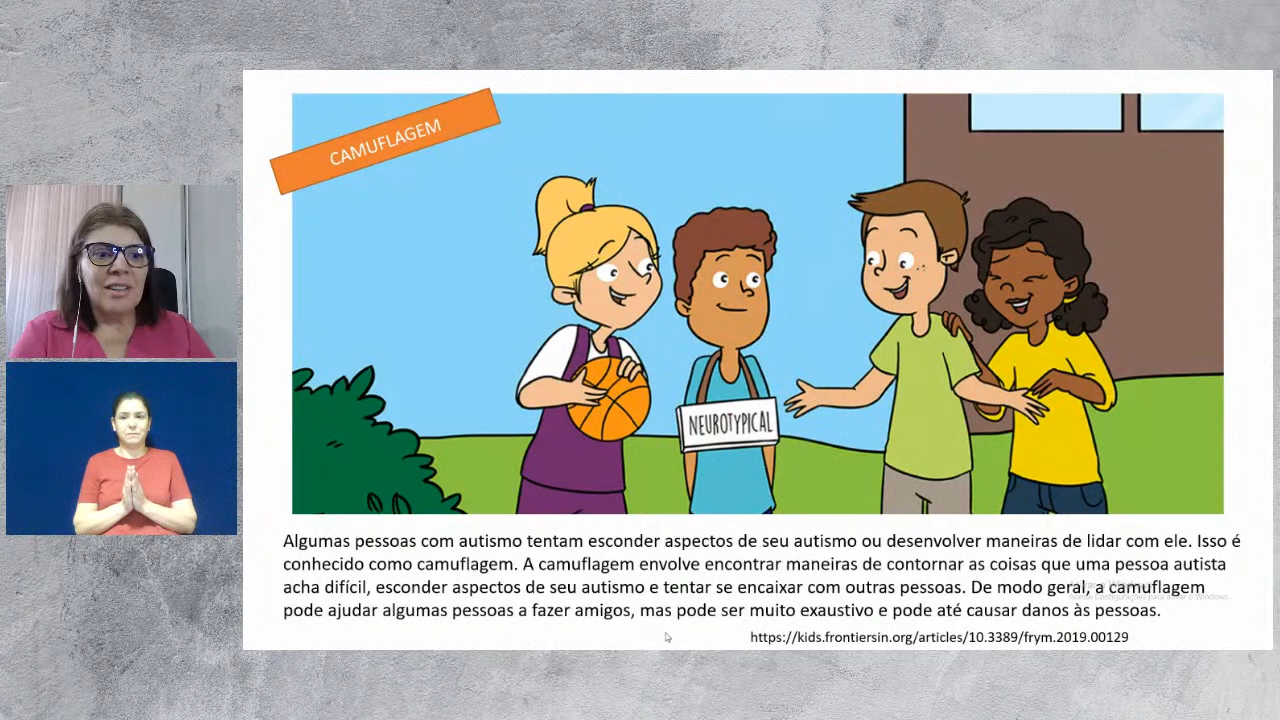 CAMUFLAGEM
NEUROTYPICAL
Algumas pessoas com autismo tentam esconder aspectos de seu autismo ou desenvolver maneiras de lidar com ele. Isso é
conhecido como camuflagem. A camuflagem envolve encontrar maneiras de contornar as coisas que uma pessoa autista
acha difícil, esconder aspectos de seu autismo e tentar se encaixar com outras pessoas. De modo geral, a camuflagem
pode ajudar algumas pessoas a fazer amigos, mas pode ser muito exaustivo e pode até causar danos às pessoas.
https://kids.frontiersin.org/articles/10.3389/frym.2019.00129